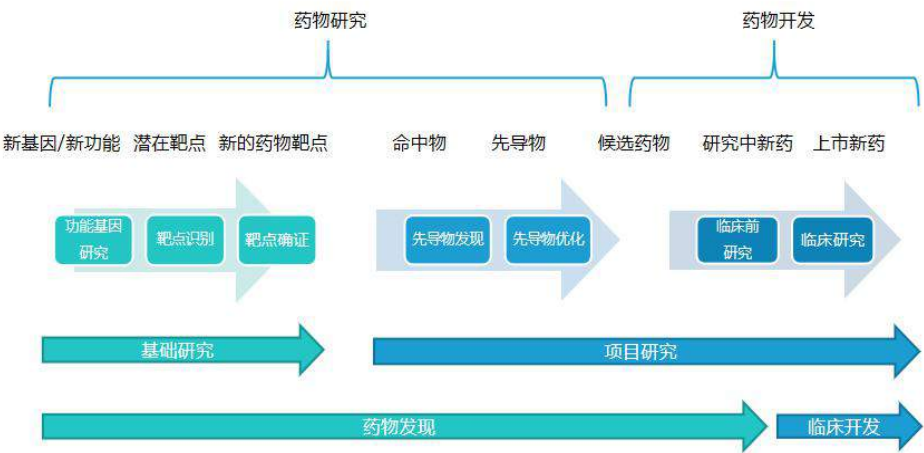 药物研究
药物开发
新基因/新功能
潜在靶点
新的药物靶点
命中物
先导物
候选药物
研究中新药
上市新药
功能基因
研究
靶点识别
靶点确证
先导物发现
先导物优化
临床前
研究
临床研究
基础研究
项目研究
药物发现
临床开发